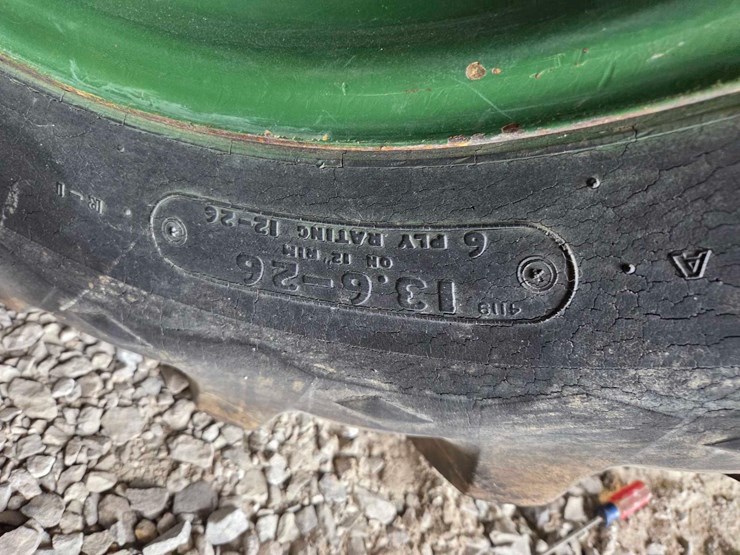 4119
13.6-26
ON 12" RIM
6 PLY RATING 12-26
R-1
A